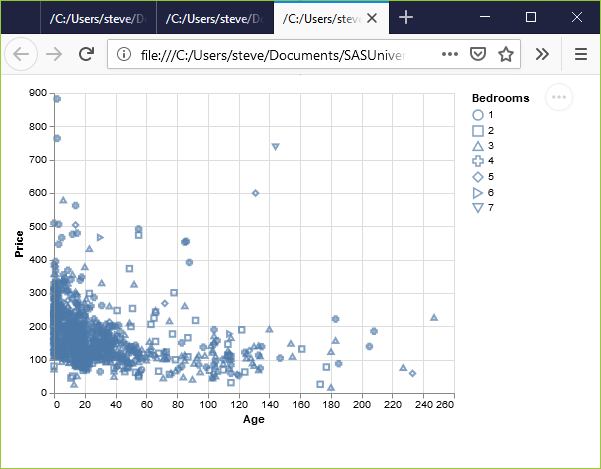 /C:/Users/steve/D
/C:/Users/steve/D
/C:/Users/steve
file:///C:/Users/steve/Documents/SASUniver
900
800
700
600
500
400
300
200
100
0
Price
0 20 40 60 80 100 120 140 160 180 200 220 240 260
Age
Bedrooms
1
2
3
4
5
6
7